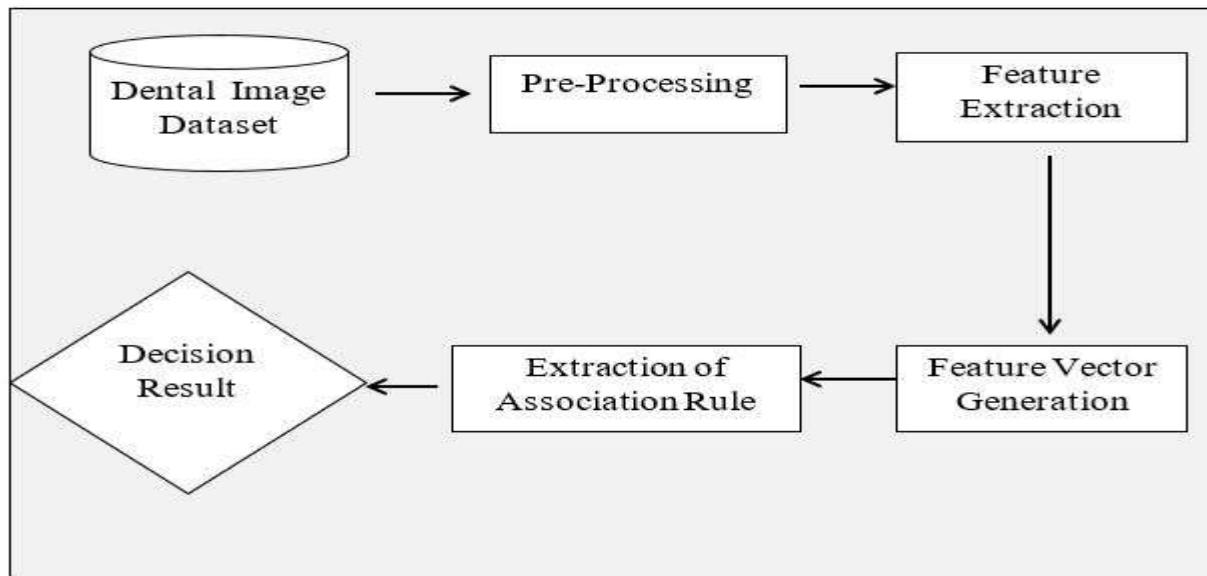 Dental Image
Dataset
Pre-Processing
Feature
Extraction
Feature Vector
Generation
Extraction of
Association Rule
Decision
Result